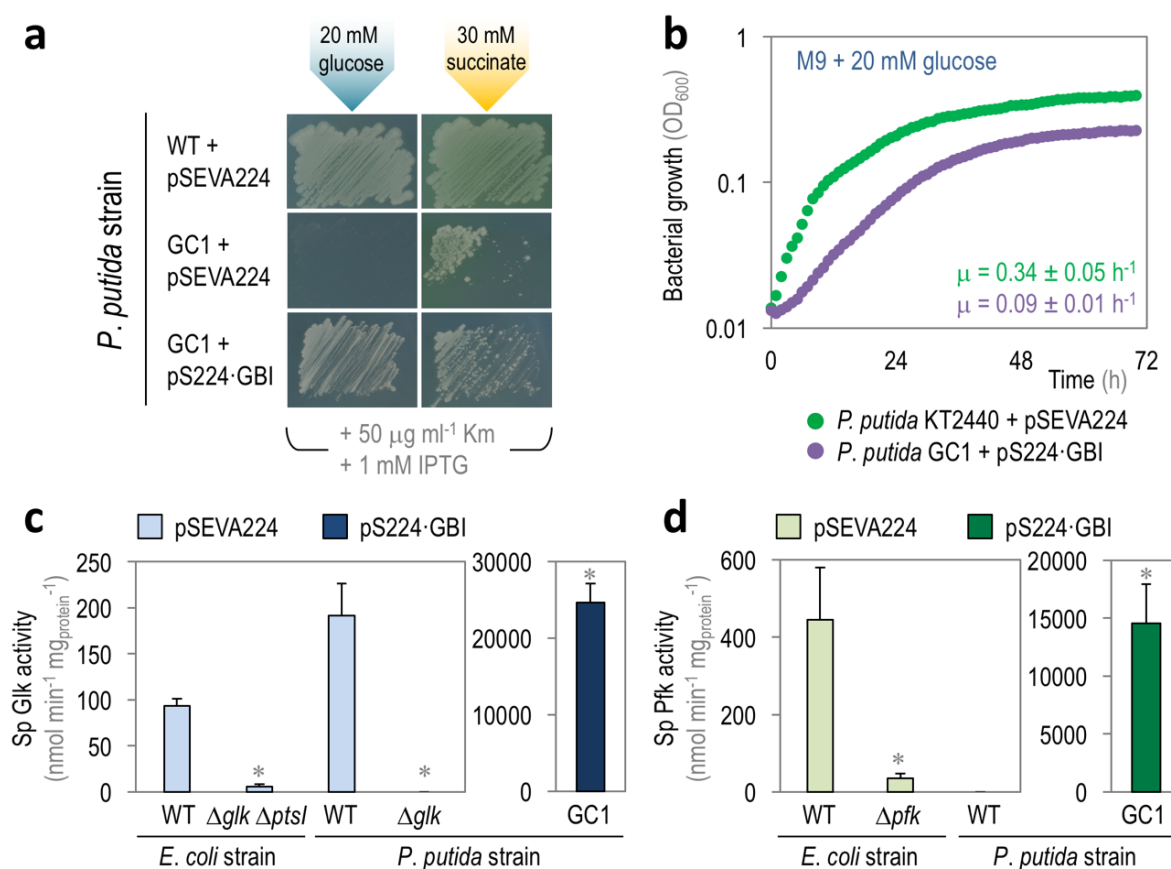 a
20 mM
glucose
30 mM
succinate
P. putida strain
WT +
pSEVA224
GC1 +
pSEVA224
GC1 +
pS224·GBI
+ 50 μg ml⁻¹ Km
+ 1 mM IPTG
b
M9 + 20 mM glucose
Bacterial growth (OD₆₀₀)
1
0.1
0.01
μ = 0.34 ± 0.05 h⁻¹
μ = 0.09 ± 0.01 h⁻¹
0 24 48 72
Time (h)
P. putida KT2440 + pSEVA224
P. putida GC1 + pS224·GBI
c
pSEVA224 pS224·GBI
Sp Glk activity
(nmol min⁻¹ mgprotein⁻¹)
250
200
150
100
50
0
30000
20000
10000
0
*
*
*
WT Δglk ΔptsI WT Δglk GC1
E. coli strain P. putida strain
d
pSEVA224 pS224·GBI
Sp Pfk activity
(nmol min⁻¹ mgprotein⁻¹)
600
400
200
0
20000
15000
10000
5000
0
*
*
WT Δpfk WT GC1
E. coli strain P. putida strain